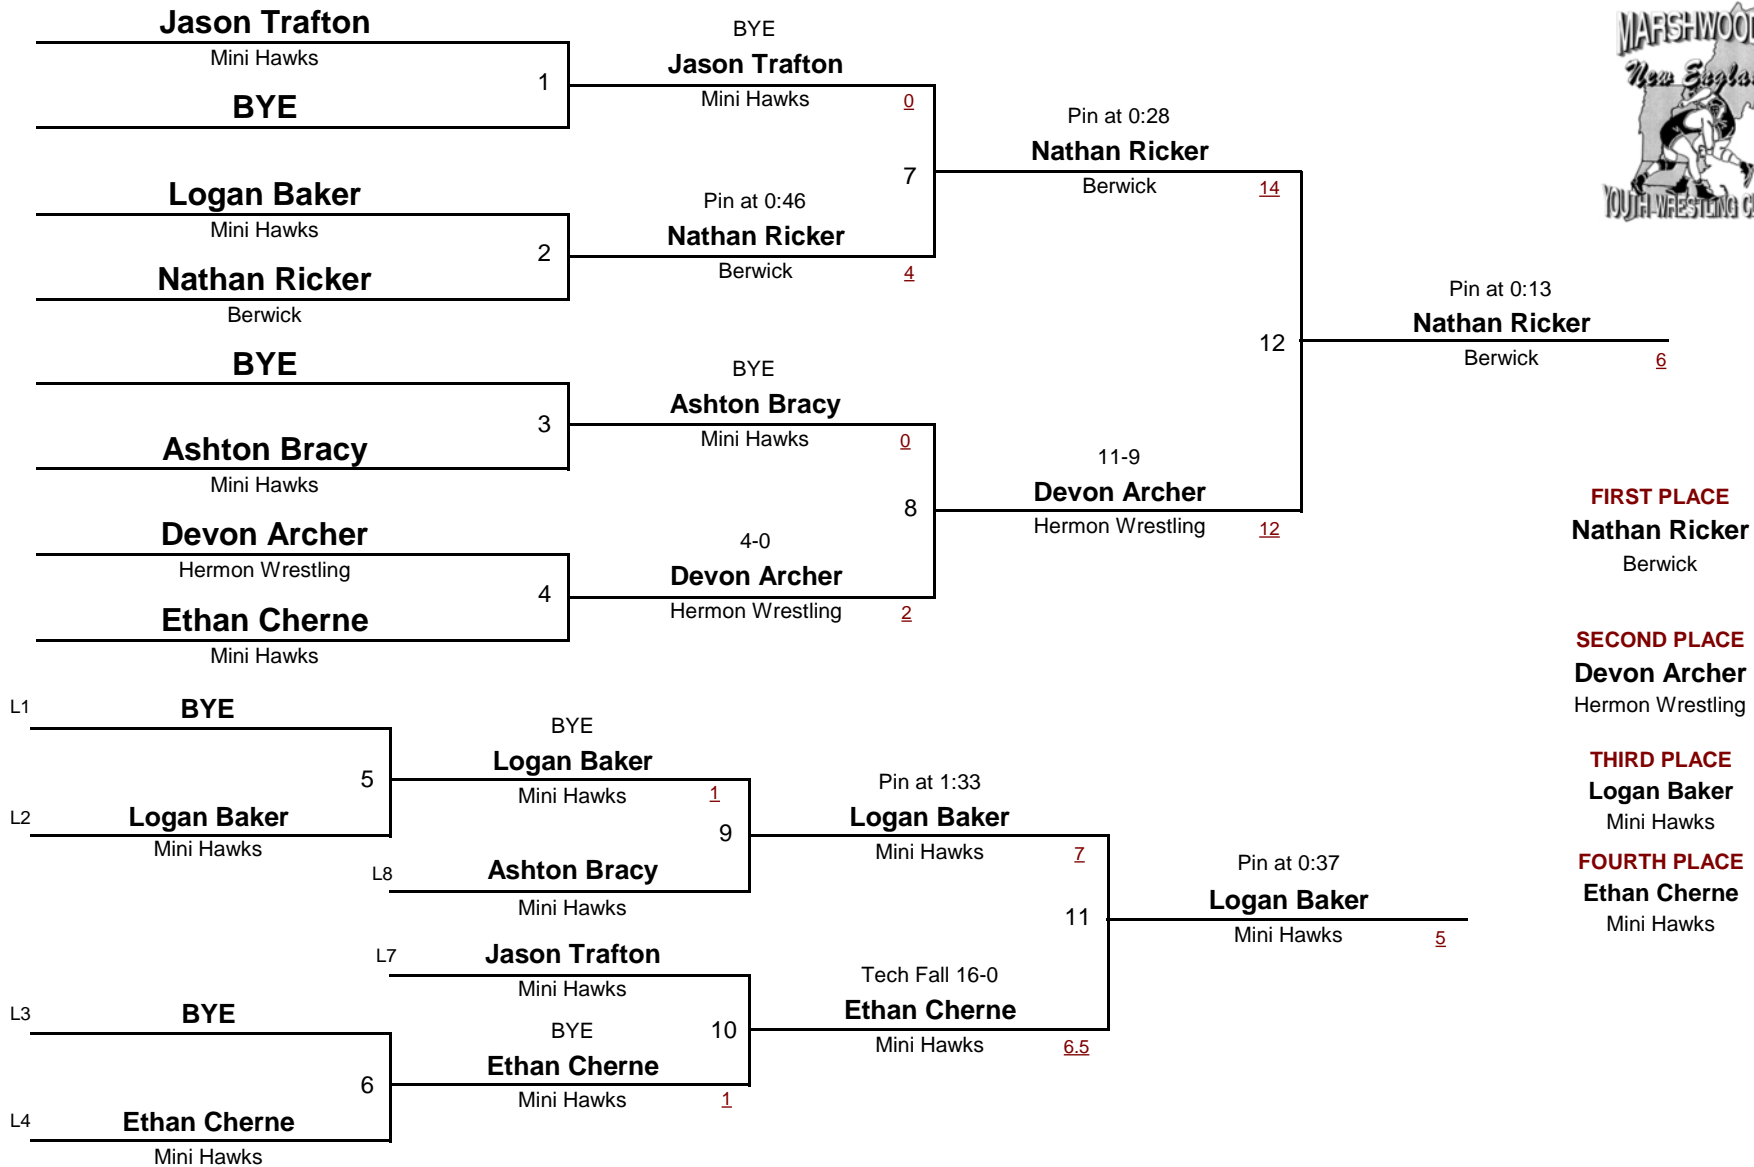 Jason Trafton
Mini Hawks
1
BYE
Logan Baker
Mini Hawks
2
Nathan Ricker
Berwick
BYE
3
Ashton Bracy
Mini Hawks
Devon Archer
Hermon Wrestling
4
Ethan Cherne
Mini Hawks
BYE
Jason Trafton
Mini Hawks 0
7
Pin at 0:46
Nathan Ricker
Berwick 4
BYE
Ashton Bracy
Mini Hawks 0
8
4-0
Devon Archer
Hermon Wrestling 2
Pin at 0:28
Nathan Ricker
Berwick 14
12
11-9
Devon Archer
Hermon Wrestling 12
Pin at 0:13
Nathan Ricker
Berwick 6
MARSHWOOD
New England
YOUTH WRESTLING
FIRST PLACE
Nathan Ricker
Berwick
SECOND PLACE
Devon Archer
Hermon Wrestling
THIRD PLACE
Logan Baker
Mini Hawks
FOURTH PLACE
Ethan Cherne
Mini Hawks
L1 BYE
5
L2 Logan Baker
Mini Hawks
BYE
Logan Baker
Mini Hawks 1
9
L8 Ashton Bracy
Mini Hawks
L7 Jason Trafton
Mini Hawks
10
BYE
Ethan Cherne
Mini Hawks 1
L3 BYE
6
L4 Ethan Cherne
Mini Hawks
Pin at 1:33
Logan Baker
Mini Hawks 7
11
Tech Fall 16-0
Ethan Cherne
Mini Hawks 6.5
Pin at 0:37
Logan Baker
Mini Hawks 5